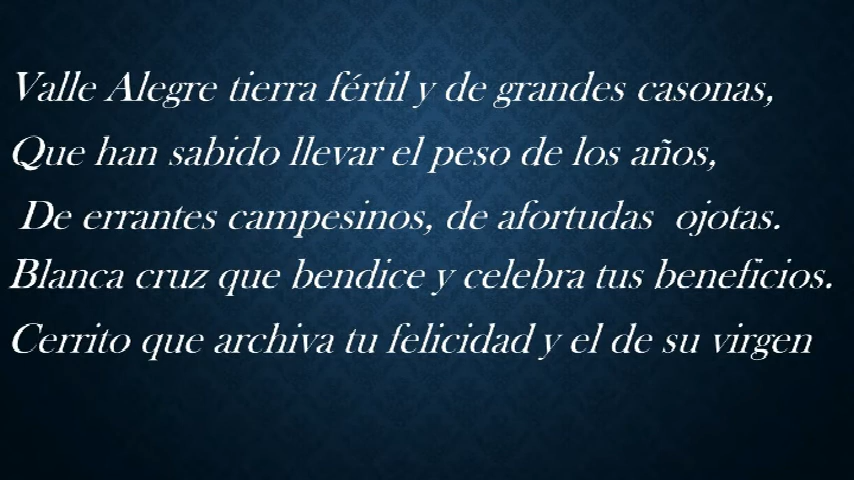 Valle Alegre tierra fértil y de grandes casonas,
Que han sabido llevar el peso de los años,
De errantes campesinos, de afortudas ojotas.
Blanca cruz que bendice y celebra tus beneficios.
Cerrito que archiva tu felicidad y el de su virgen